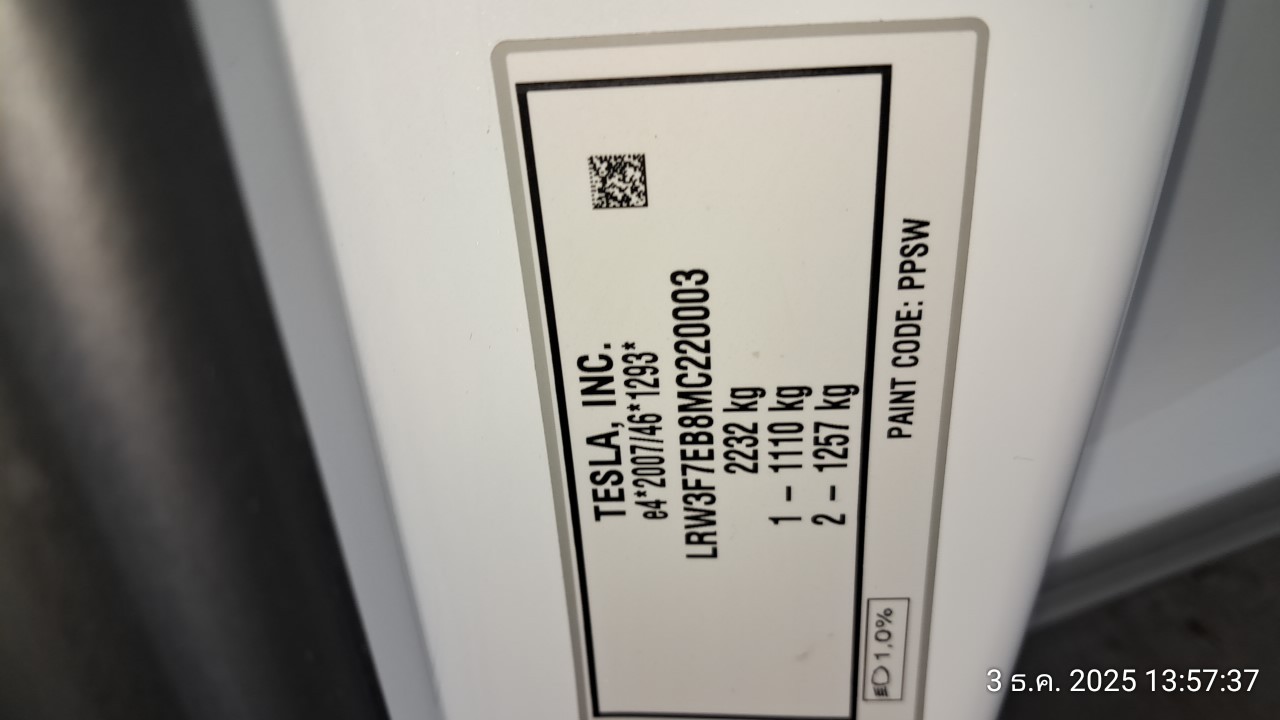 TESLA, INC.
e4*2007/46*1293*
LRW3F7EB8MC220003
2232 kg
1 – 1110 kg
2 – 1257 kg
1,0%
PAINT CODE: PPSW
3 ธ.ค. 2025 13:57:37